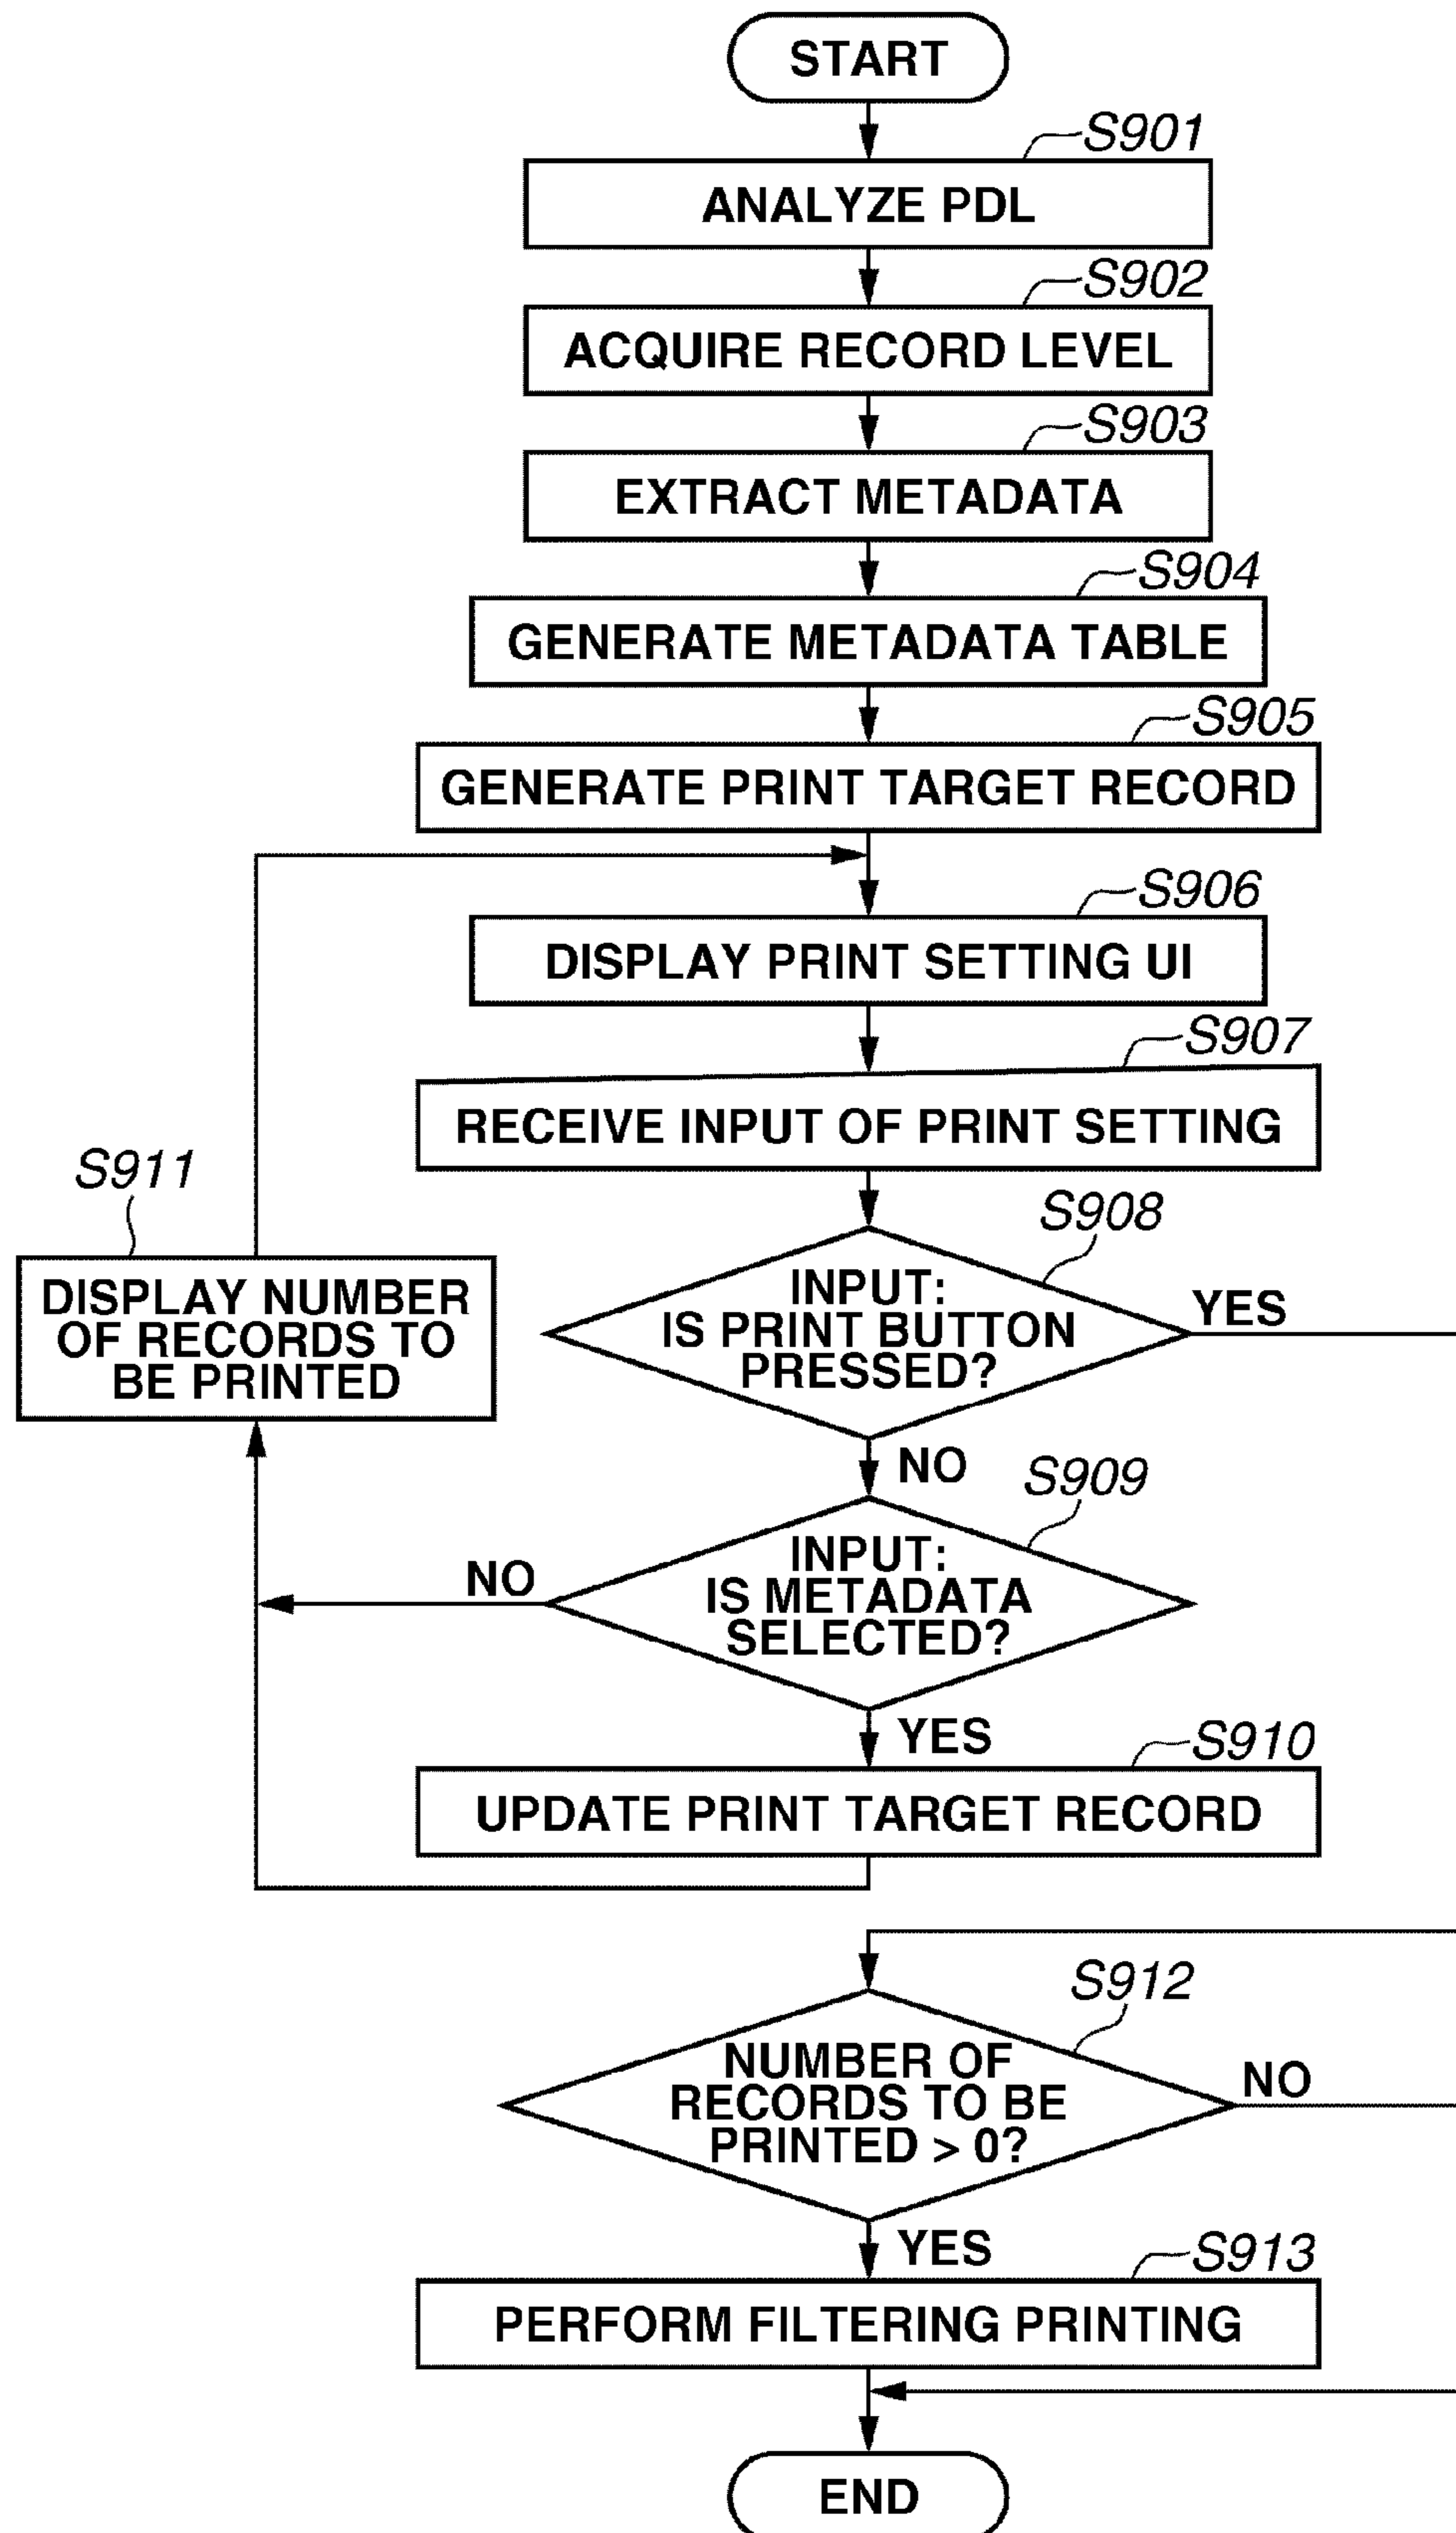 START
S901
ANALYZE PDL
S902
ACQUIRE RECORD LEVEL
S903
EXTRACT METADATA
S904
GENERATE METADATA TABLE
S905
GENERATE PRINT TARGET RECORD
S906
DISPLAY PRINT SETTING UI
S907
RECEIVE INPUT OF PRINT SETTING
S911
DISPLAY NUMBER
OF RECORDS TO
BE PRINTED
S908
INPUT:
IS PRINT BUTTON
PRESSED?
YES
NO
S909
INPUT:
IS METADATA
SELECTED?
NO
YES
S910
UPDATE PRINT TARGET RECORD
S912
NUMBER OF
RECORDS TO BE
PRINTED > 0?
NO
YES
S913
PERFORM FILTERING PRINTING
END